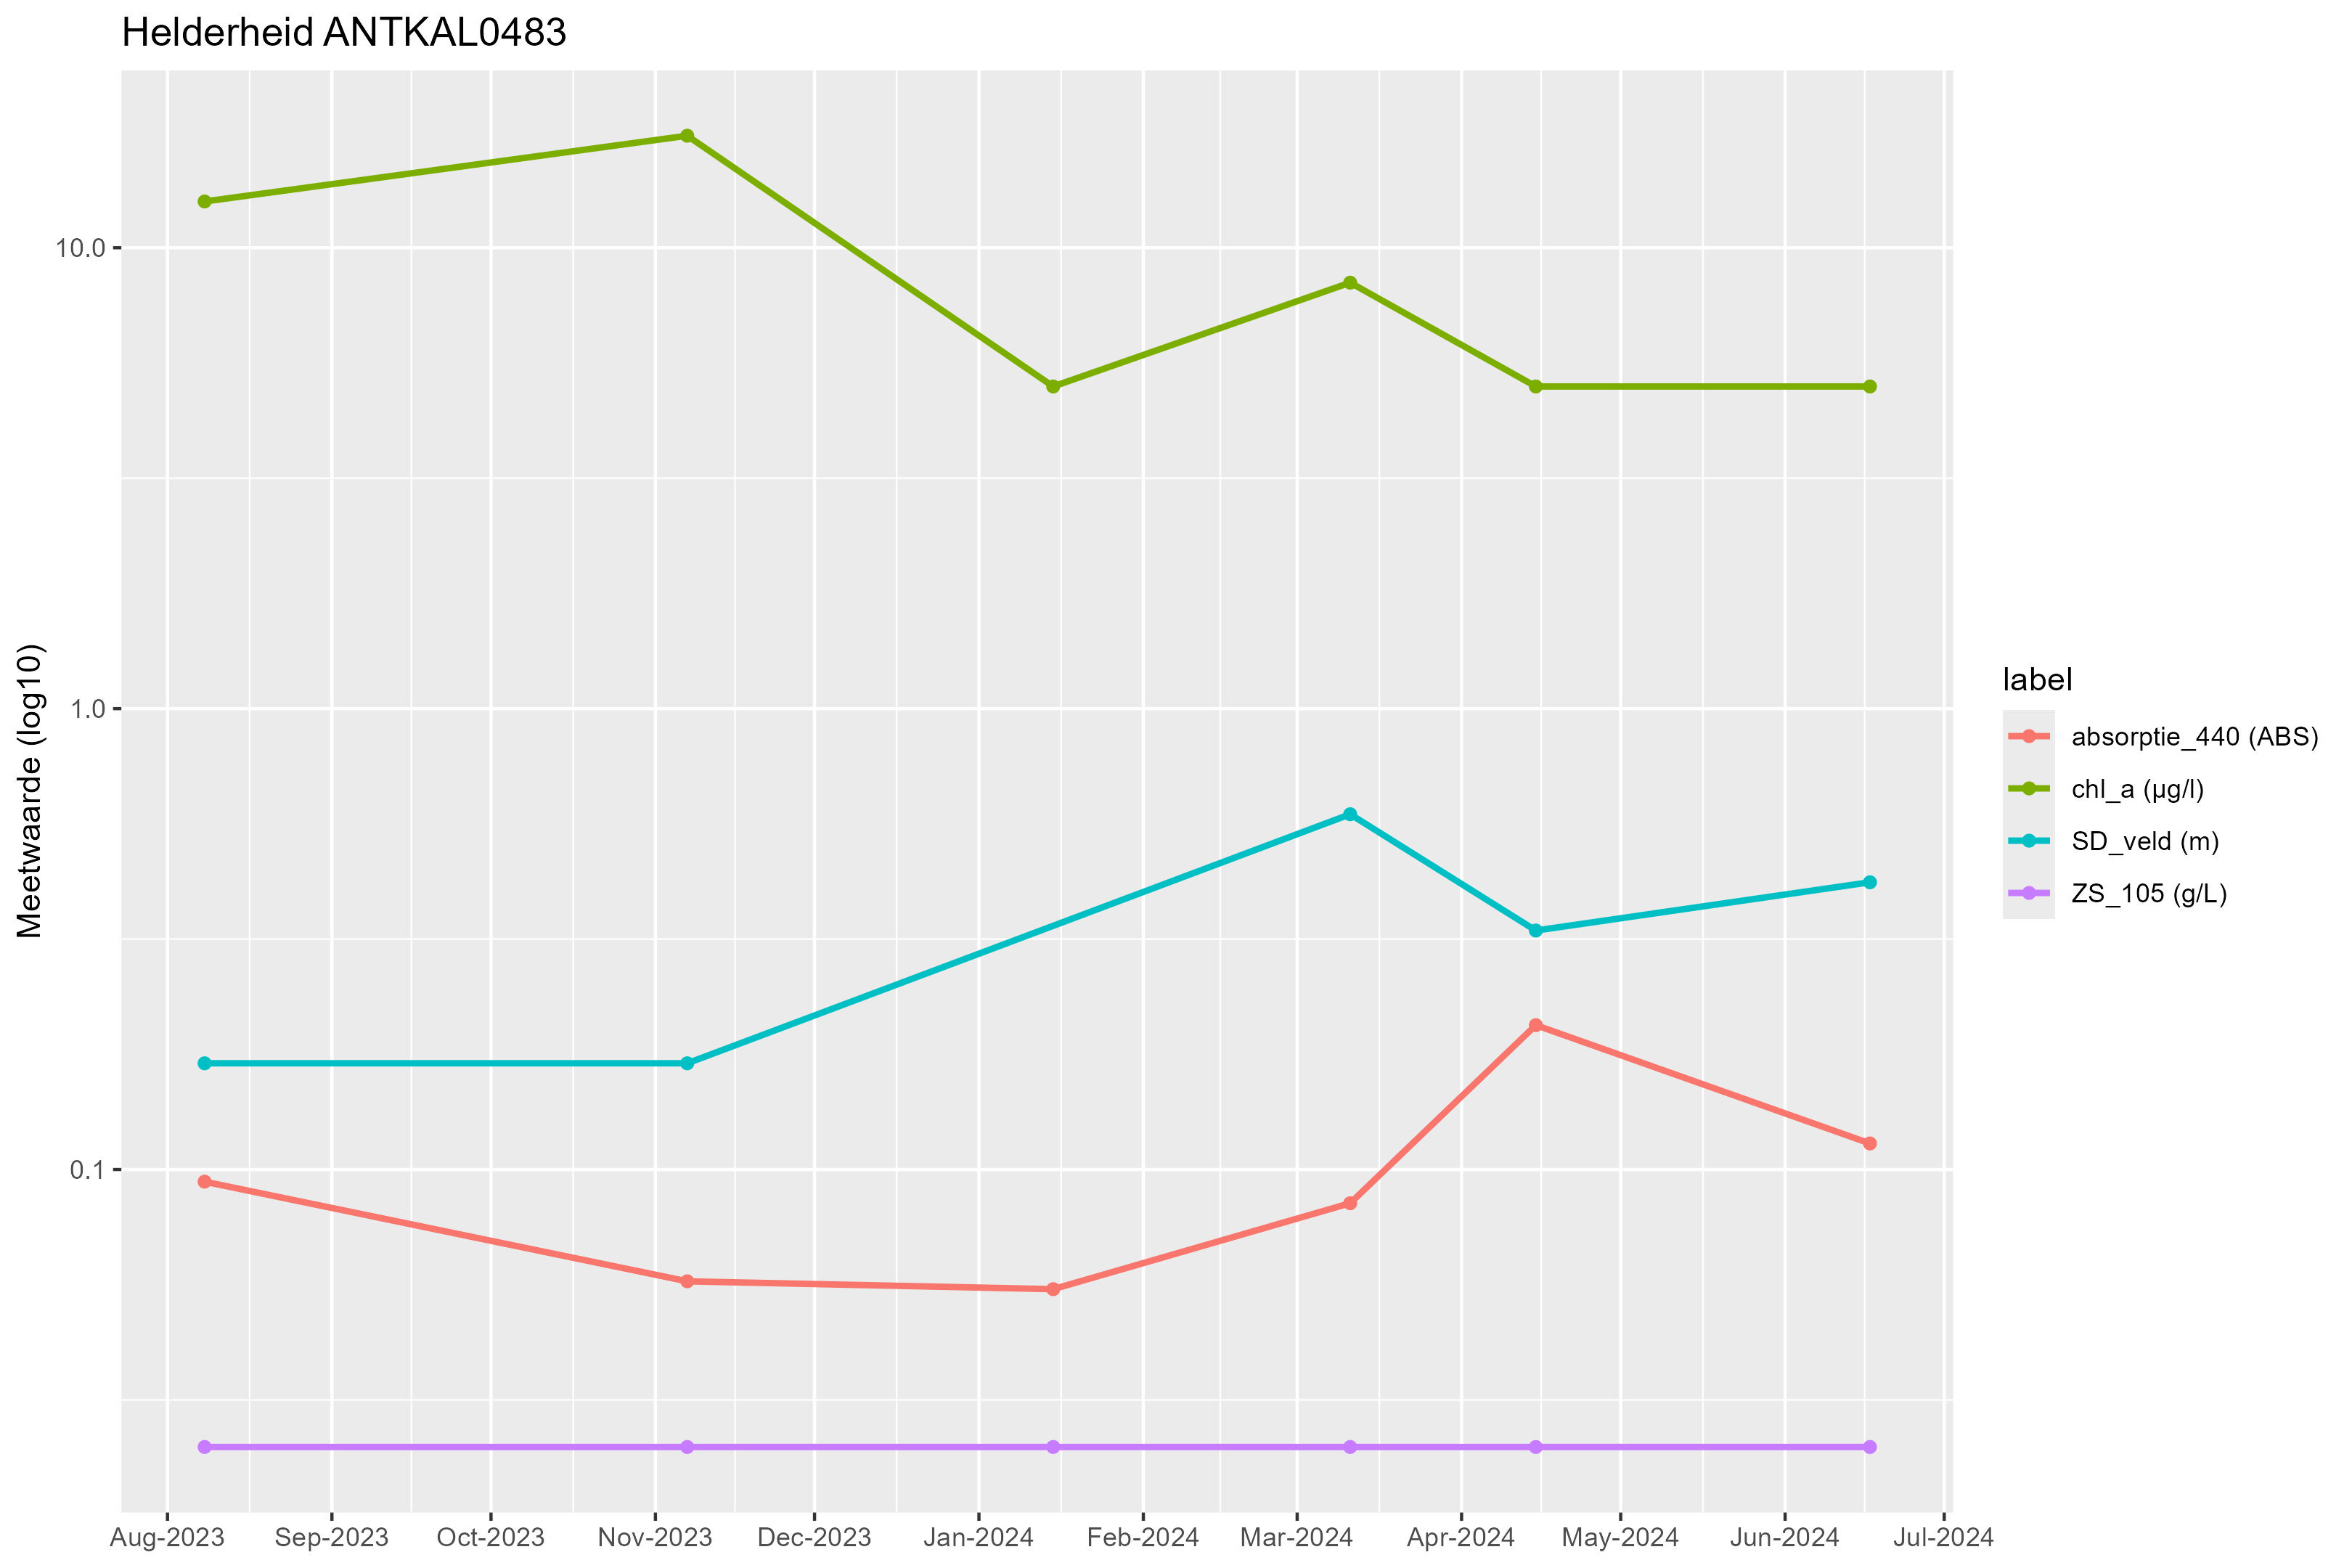 Helderheid ANTKAL0483
Meetwaarde (log10)
10.0
1.0
0.1
Aug-2023
Sep-2023
Oct-2023
Nov-2023
Dec-2023
Jan-2024
Feb-2024
Mar-2024
Apr-2024
May-2024
Jun-2024
Jul-2024
label
absorptie_440 (ABS)
chl_a (µg/l)
SD_veld (m)
ZS_105 (g/L)